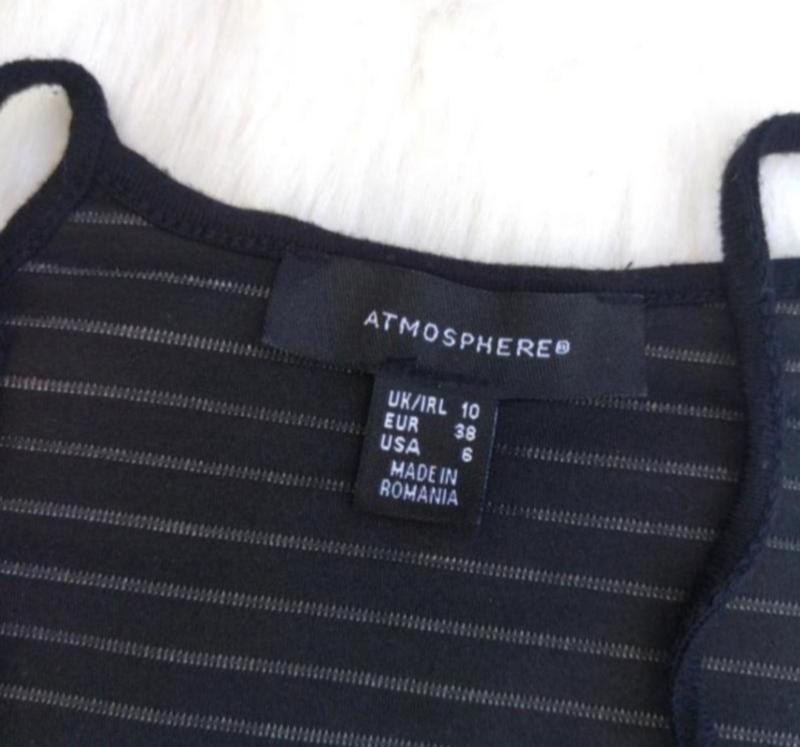 ATMOSPHERE®
UK/IRL 10
EUR 38
USA 6
MADE IN
ROMANIA